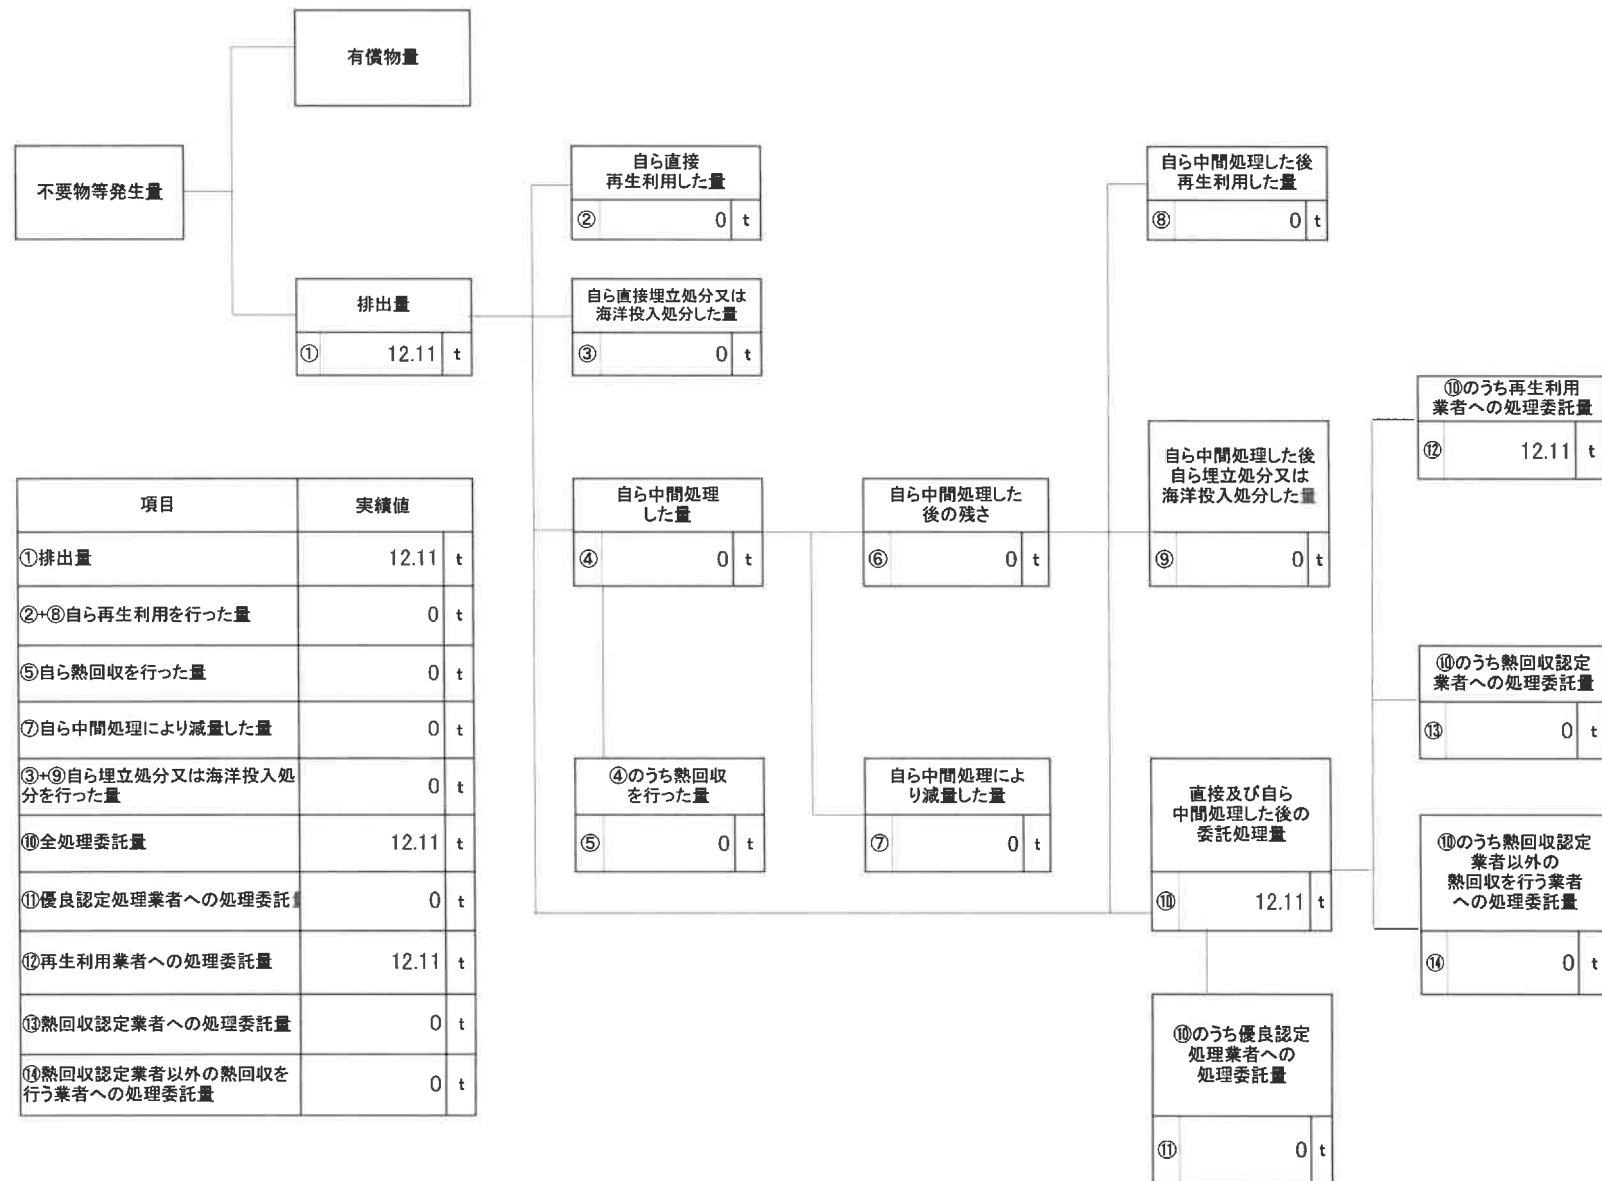 有償物量
不要物等発生量
排出量
① 12.11 t
自ら直接
再生利用した量
② 0 t
自ら直接埋立処分又は
海洋投入処分した量
③ 0 t
自ら中間処理
した量
④ 0 t
④のうち熱回収
を行った量
⑤ 0 t
自ら中間処理した
後の残さ
⑥ 0 t
自ら中間処理によ
り減量した量
⑦ 0 t
自ら中間処理した後
再生利用した量
⑧ 0 t
自ら中間処理した後
自ら埋立処分又は
海洋投入処分した量
⑨ 0 t
直接及び自ら
中間処理した後の
委託処理量
⑩ 12.11 t
⑩のうち優良認定
処理業者への
処理委託量
⑪ 0 t
⑩のうち再生利用
業者への処理委託量
⑫ 12.11 t
⑩のうち熱回収認定
業者への処理委託量
⑬ 0 t
⑩のうち熱回収認定
業者以外の
熱回収を行う業者
への処理委託量
⑭ 0 t
項目 実績値
①排出量 12.11 t
②+⑧自ら再生利用を行った量 0 t
⑤自ら熱回収を行った量 0 t
⑦自ら中間処理により減量した量 0 t
③+⑨自ら埋立処分又は海洋投入処
分を行った量 0 t
⑩全処理委託量 12.11 t
⑪優良認定処理業者への処理委託 0 t
⑫再生利用業者への処理委託量 12.11 t
⑬熱回収認定業者への処理委託量 0 t
⑭熱回収認定業者以外の熱回収を
行う業者への処理委託量 0 t